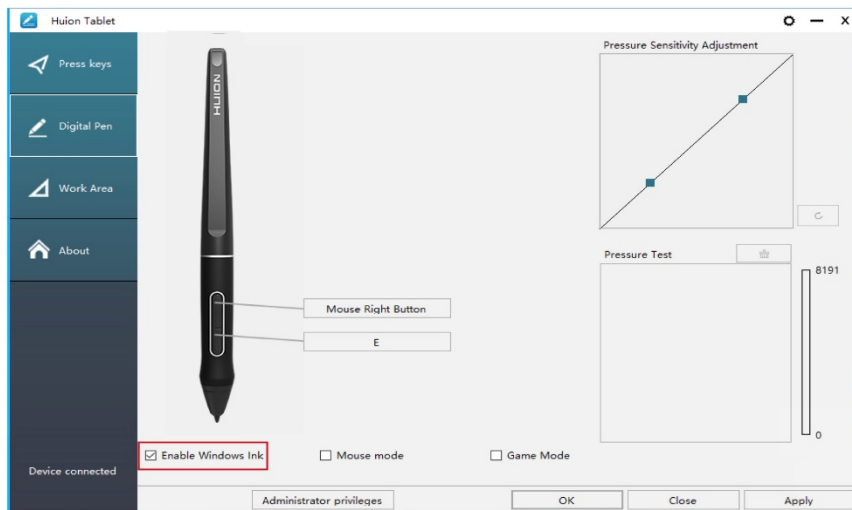 Huion Tablet
Press keys
Digital Pen
Work Area
About
Device connected
HUION
Mouse Right Button
E
Enable Windows Ink
Mouse mode
Game Mode
Pressure Sensitivity Adjustment
Pressure Test
8191
0
Administrator privileges
OK
Close
Apply